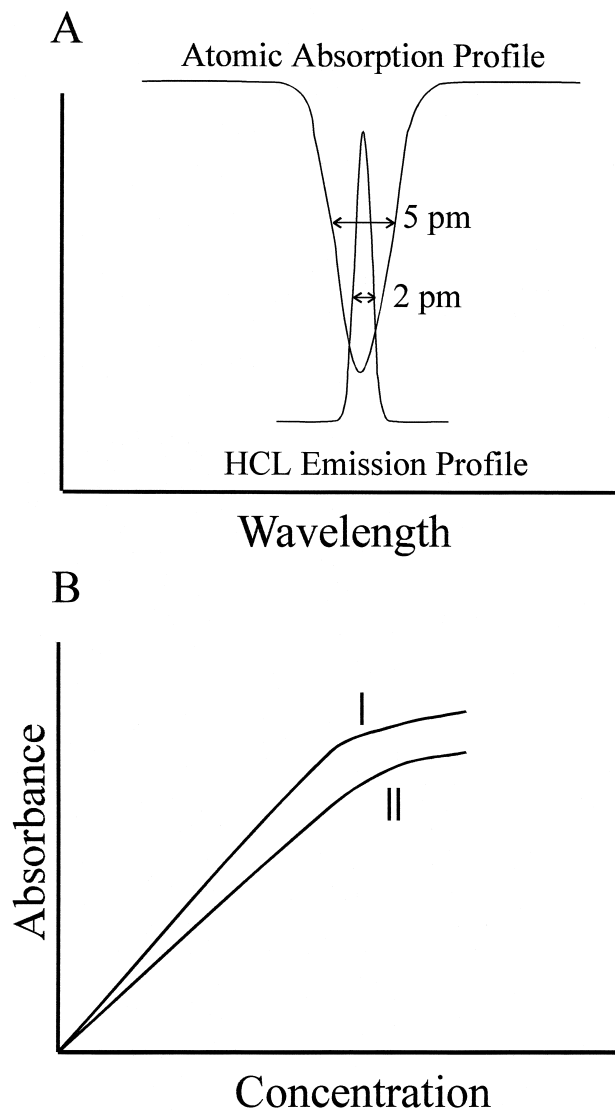 A
Atomic Absorption Profile
5 pm
2 pm
HCL Emission Profile
Wavelength
B
I
II
Absorbance
Concentration